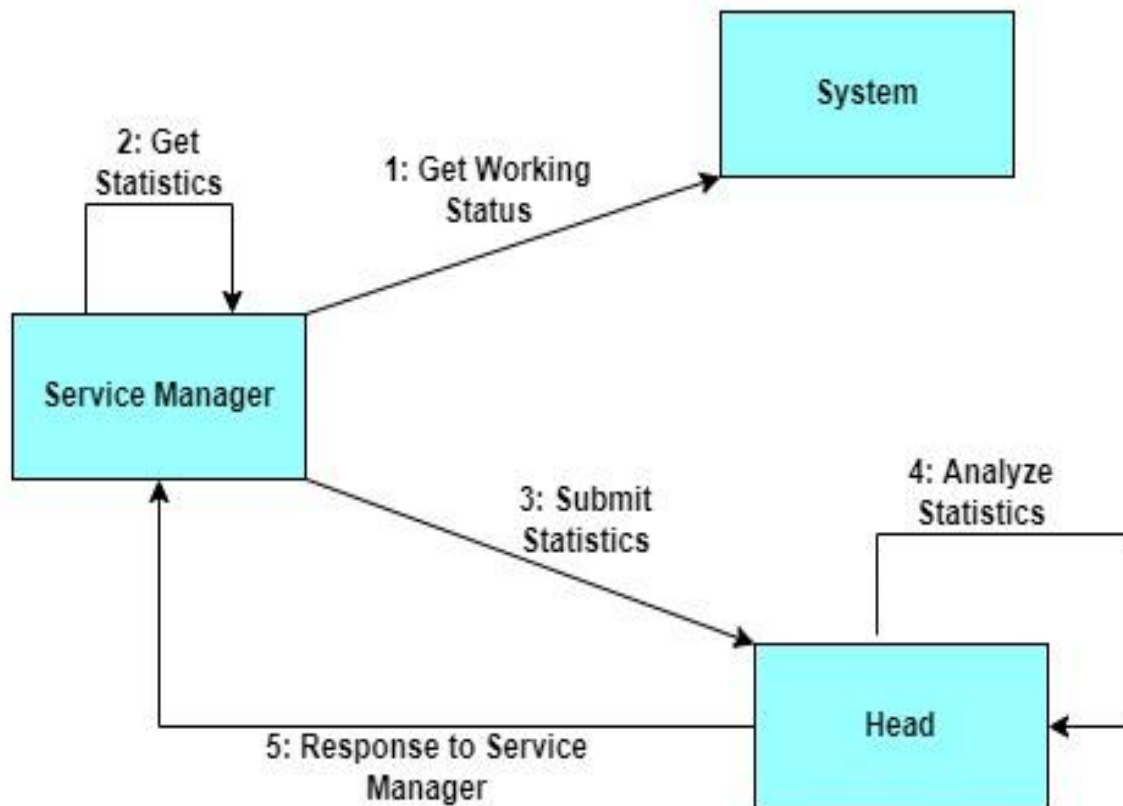 System
2: Get
Statistics
1: Get Working
Status
Service Manager
3: Submit
Statistics
4: Analyze
Statistics
Head
5: Response to Service
Manager